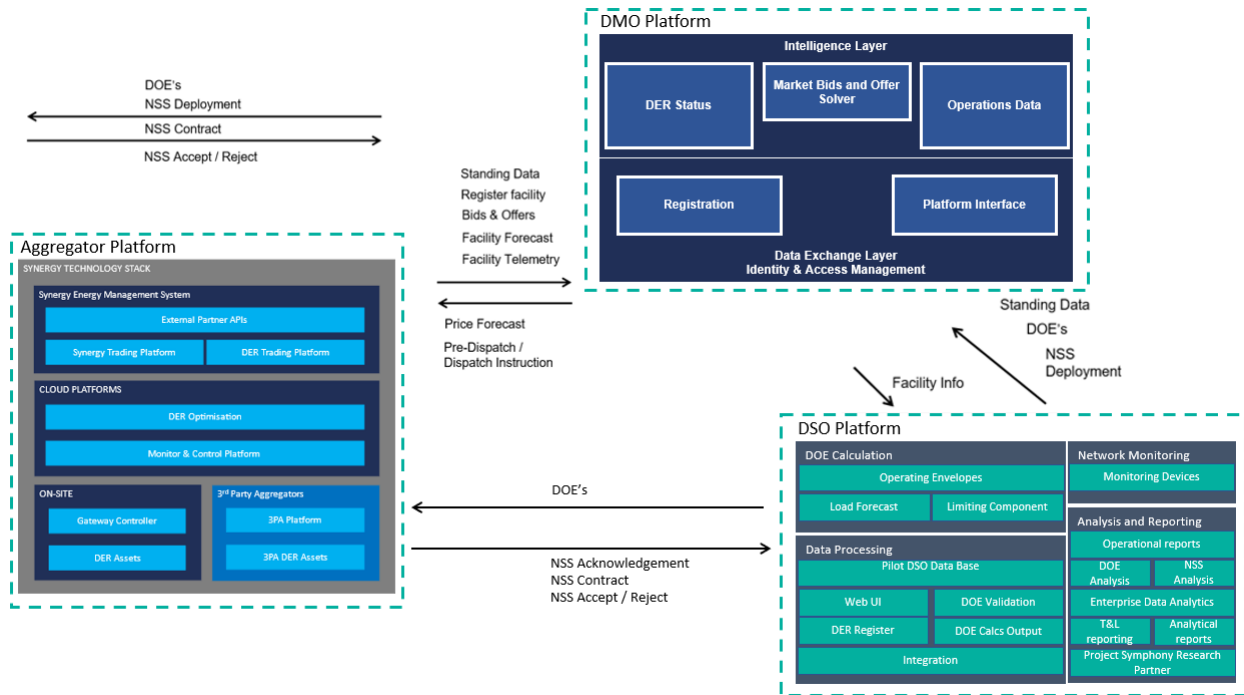 DMO Platform
Intelligence Layer
DER Status
Market Bids and Offer
Solver
Operations Data
Registration
Platform Interface
Data Exchange Layer
Identity & Access Management
DOE's
NSS Deployment
NSS Contract
NSS Accept / Reject
Standing Data
Register facility
Bids & Offers
Facility Forecast
Facility Telemetry
Price Forecast
Pre-Dispatch /
Dispatch Instruction
Aggregator Platform
SYNERGY TECHNOLOGY STACK
Synergy Energy Management System
External Partner APIs
Synergy Trading Platform
DER Trading Platform
CLOUD PLATFORMS
DER Optimisation
Monitor & Control Platform
ON-SITE
Gateway Controller
DER Assets
3rd Party Aggregators
3PA Platform
3PA DER Assets
Standing Data
DOE's
NSS
Deployment
Facility Info
DOE's
NSS Acknowledgement
NSS Contract
NSS Accept / Reject
DSO Platform
DOE Calculation
Operating Envelopes
Load Forecast
Limiting Component
Data Processing
Pilot DSO Data Base
Web UI
DOE Validation
DER Register
DOE Calcs Output
Integration
Network Monitoring
Monitoring Devices
Analysis and Reporting
Operational reports
DOE
Analysis
NSS
Analysis
Enterprise Data Analytics
T&L
reporting
Analytical
reports
Project Symphony Research
Partner